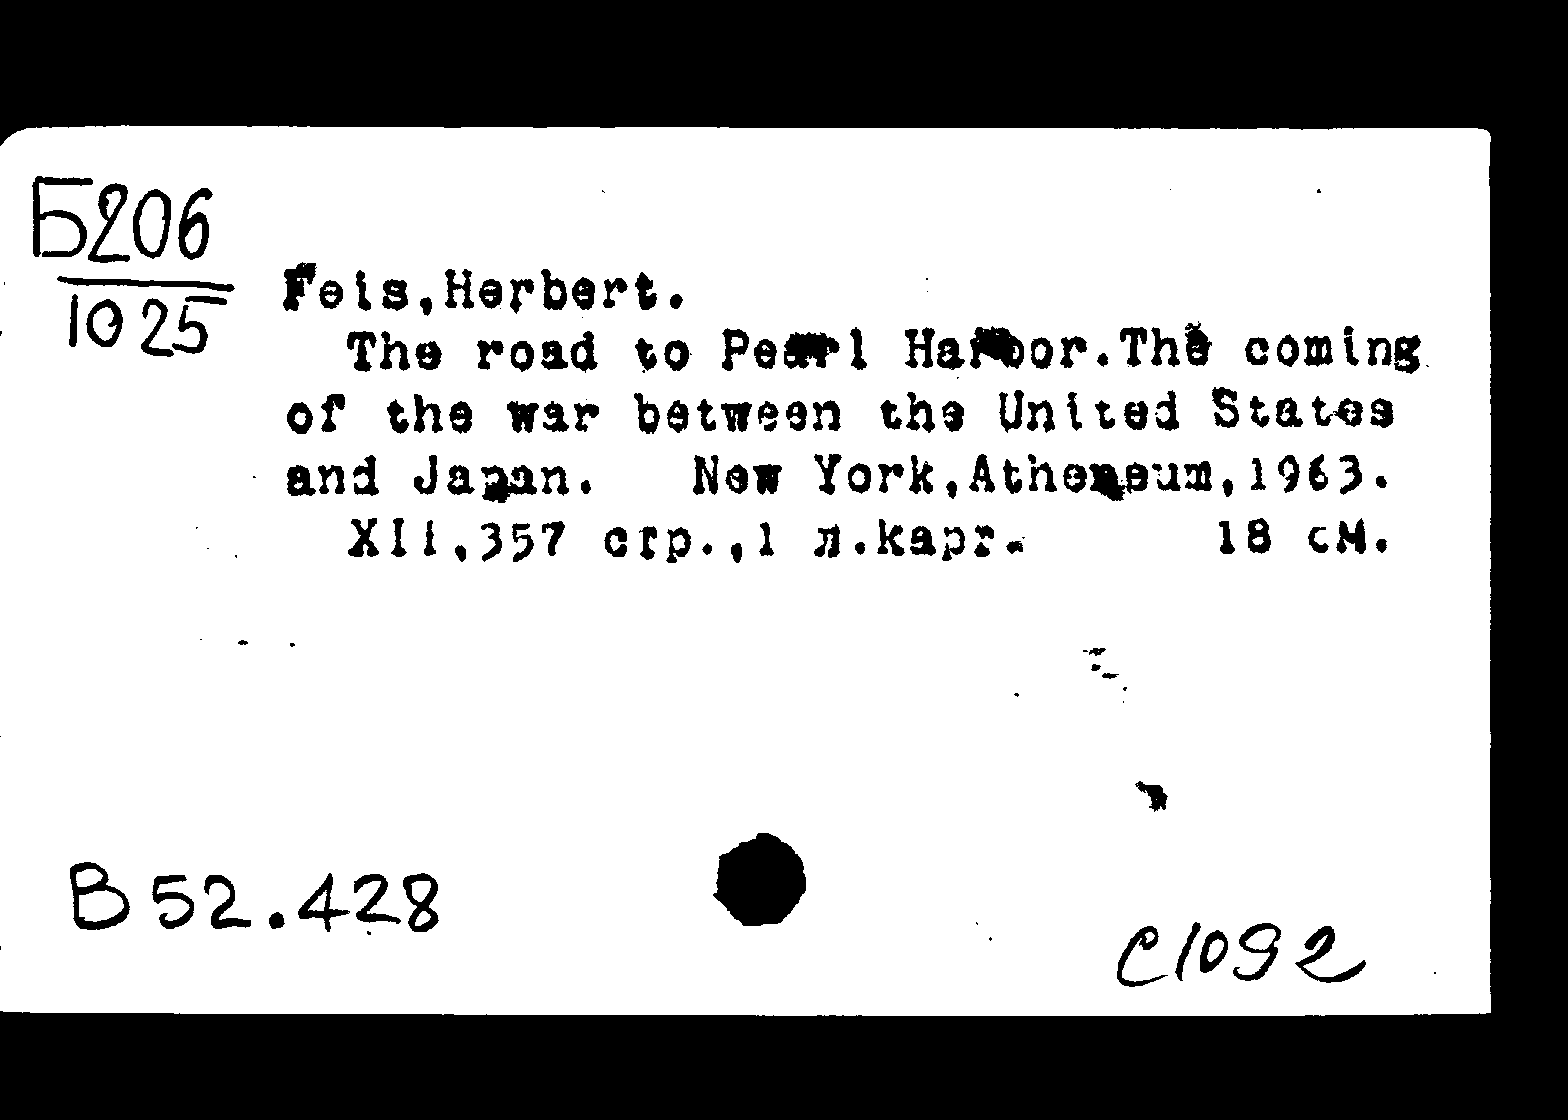 Б206
1025
Feis,Herbert.
The road to Pearl Harbor.The coming
of the war between the United States
and Japan. New York,Atheneum,1963.
XII,357 стр.,1 л.карт. 18 см.
В 52.428
С1092